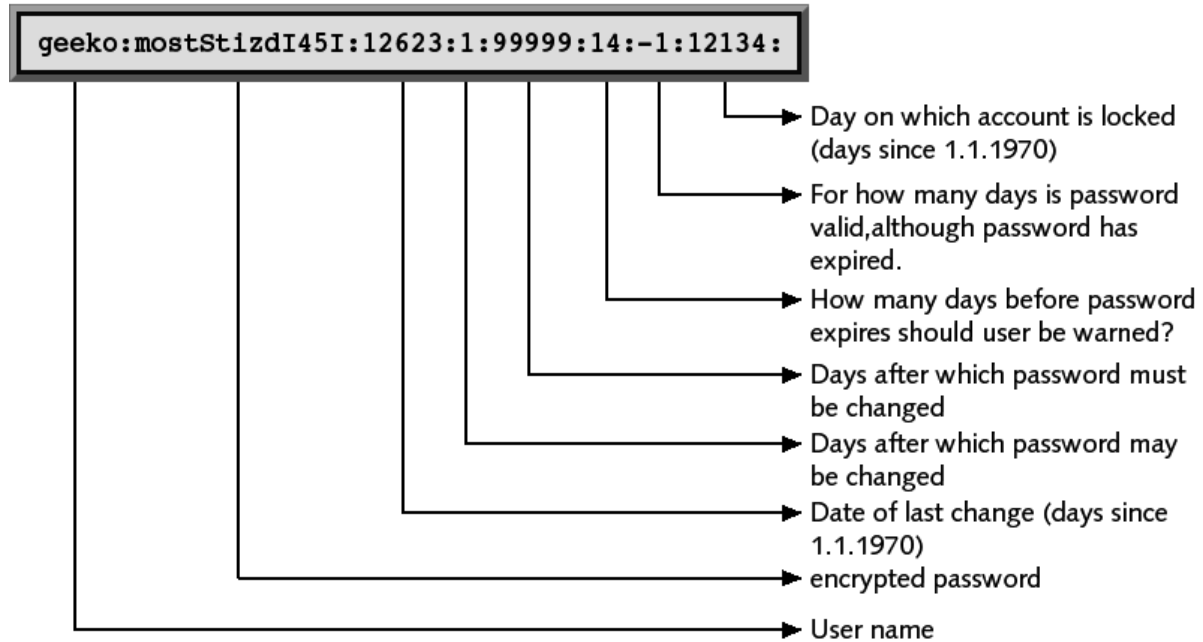 geeko:mostStizdI45I:12623:1:99999:14:-1:12134:
Day on which account is locked
(days since 1.1.1970)
For how many days is password
valid,although password has
expired.
How many days before password
expires should user be warned?
Days after which password must
be changed
Days after which password may
be changed
Date of last change (days since
1.1.1970)
encrypted password
User name